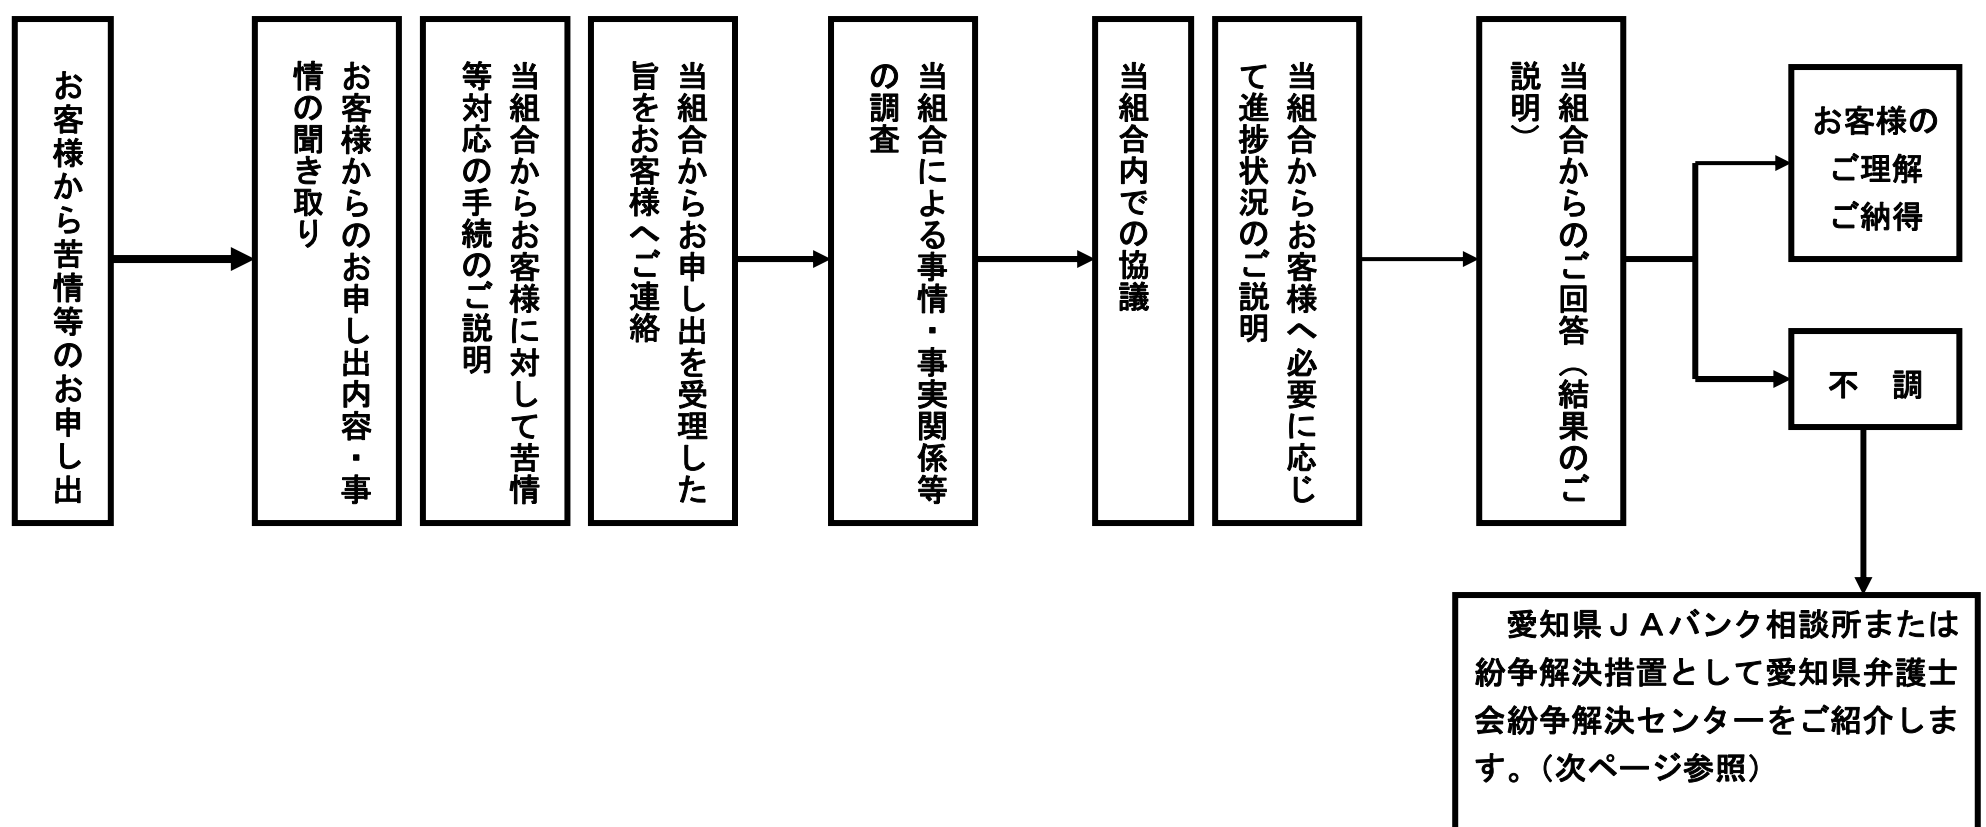 お客様から苦情等のお申し出
お客様からのお申し出内容・事
情の聞き取り
当組合からお客様に対して苦情
等対応の手続のご説明
当組合からお申し出を受理した
旨をお客様へご連絡
当組合による事情・事実関係等
の調査
当組合内での協議
当組合からお客様へ必要に応じ
て進捗状況のご説明
当組合からのご回答（結果のご
説明）
お客様の
ご理解
ご納得
不　調
愛知県ＪＡバンク相談所または
紛争解決措置として愛知県弁護士
会紛争解決センターをご紹介しま
す。（次ページ参照）